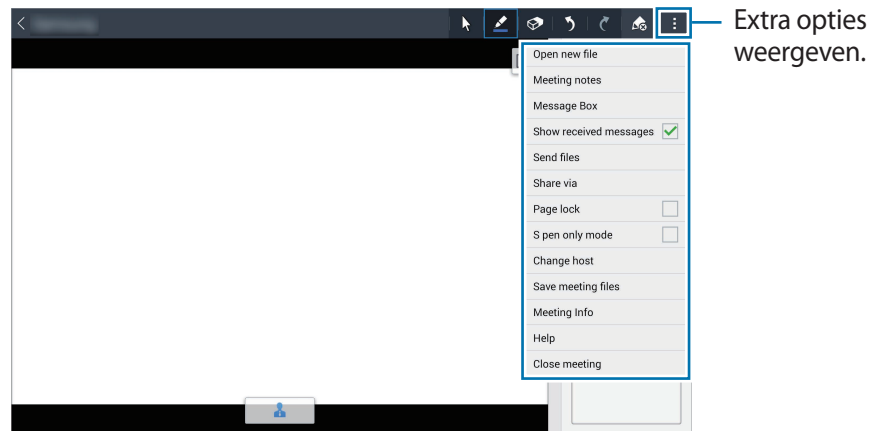 Extra opties
weergeven.
Open new file
Meeting notes
Message Box
Show received messages
Send files
Share via
Page lock
S pen only mode
Change host
Save meeting files
Meeting Info
Help
Close meeting